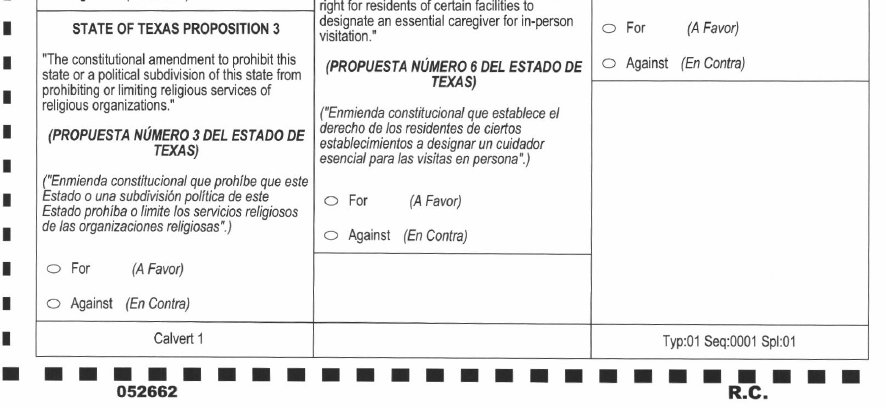 STATE OF TEXAS PROPOSITION 3
"The constitutional amendment to prohibit this
state or a political subdivision of this state from
prohibiting or limiting religious services of
religious organizations."
(PROPUESTA NÚMERO 3 DEL ESTADO DE
TEXAS)
("Enmienda constitucional que prohíbe que este
Estado o una subdivisión política de este
Estado prohíba o limite los servicios religiosos
de las organizaciones religiosas".)
For (A Favor)
Against (En Contra)
Calvert 1
right for residents of certain facilities to
designate an essential caregiver for in-person
visitation."
(PROPUESTA NÚMERO 6 DEL ESTADO DE
TEXAS)
("Enmienda constitucional que establece el
derecho de los residentes de ciertos
establecimientos a designar un cuidador
esencial para las visitas en persona".)
For (A Favor)
Against (En Contra)
For (A Favor)
Against (En Contra)
Typ:01 Seq:0001 Spl:01
052662
R.C.